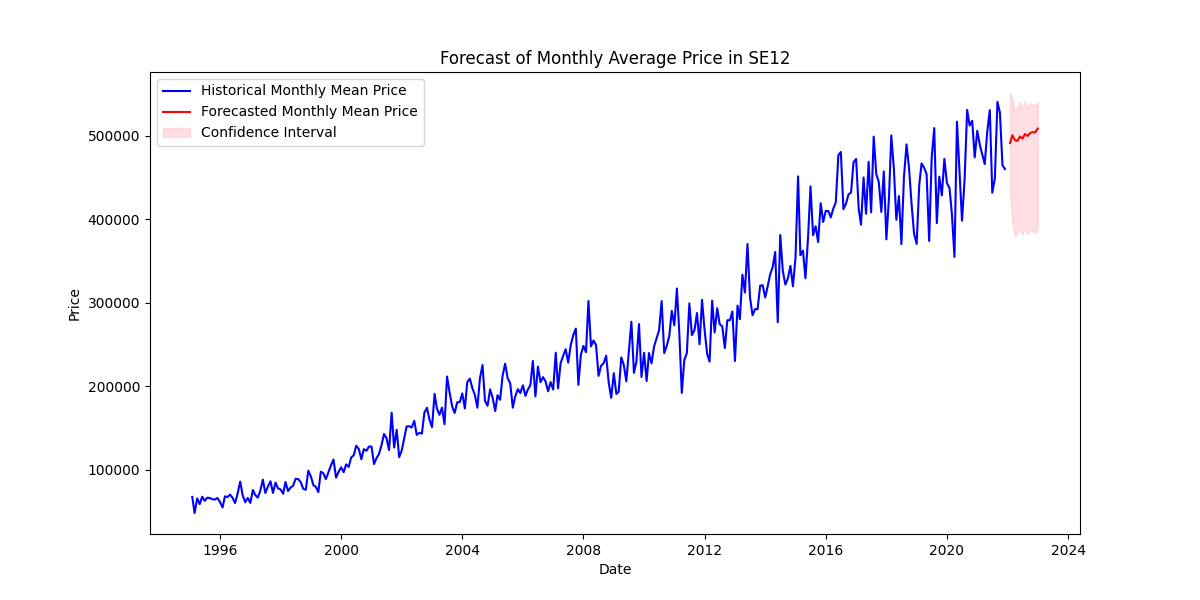 Forecast of Monthly Average Price in SE12
Historical Monthly Mean Price
Forecasted Monthly Mean Price
Confidence Interval
Price
500000
400000
300000
200000
100000
1996 2000 2004 2008 2012 2016 2020 2024
Date